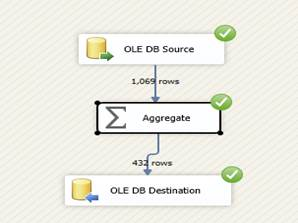 OLE DB Source
1,069 rows
Aggregate
432 rows
OLE DB Destination